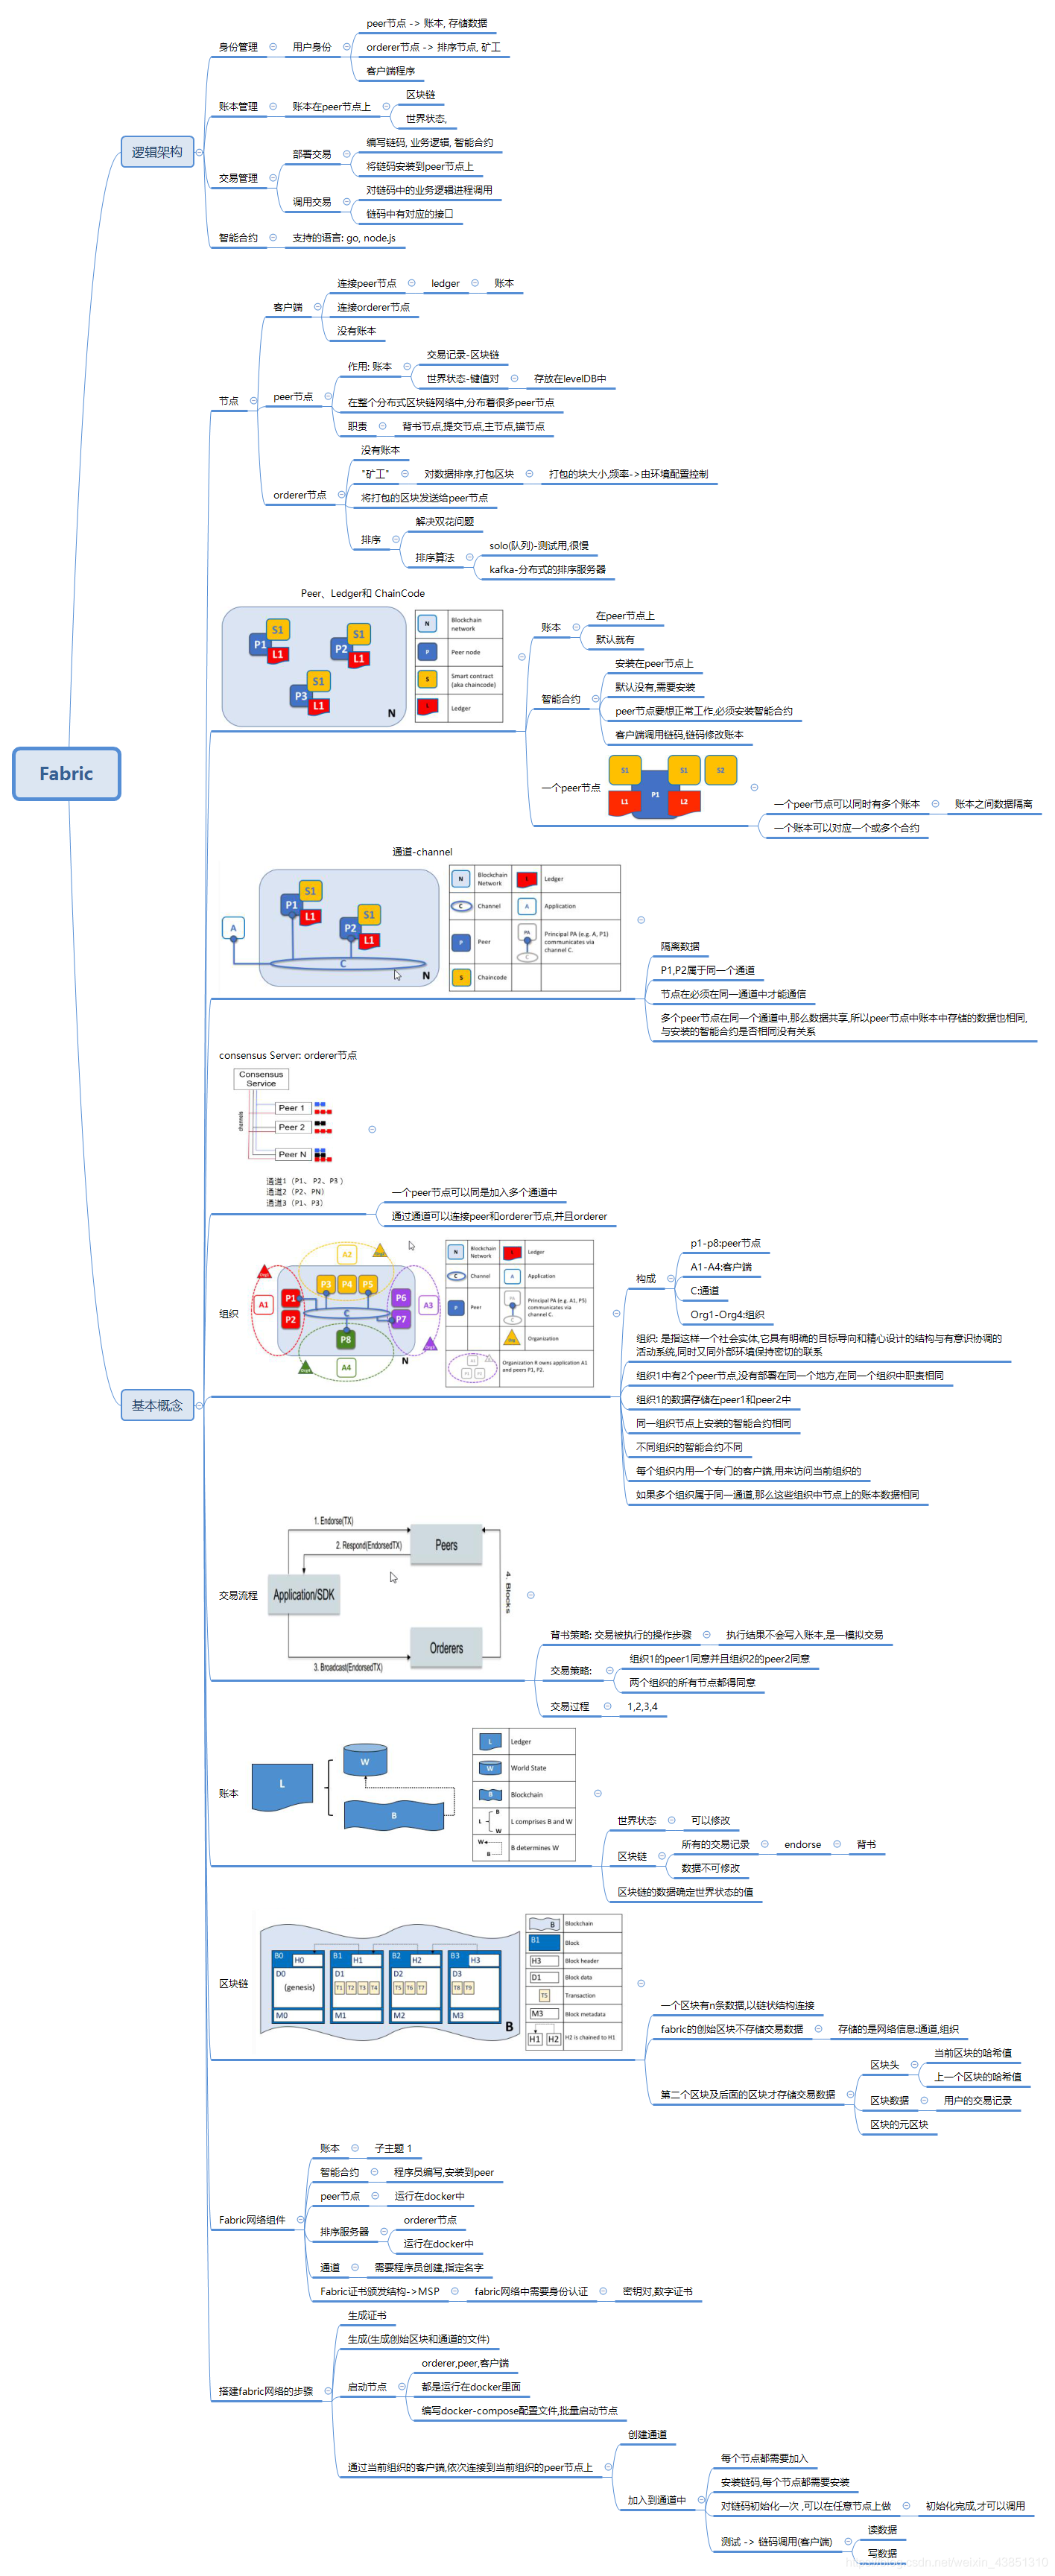 Fabric
逻辑架构
身份管理
用户身份
peer节点 -> 账本, 存储数据
orderer节点 -> 排序节点, 矿工
客户端程序
账本管理
账本在peer节点上
区块链
世界状态,
交易管理
部署交易
编写链码, 业务逻辑, 智能合约
将链码安装到peer节点上
调用交易
对链码中的业务逻辑进程调用
链码中有对应的接口
智能合约
支持的语言: go, node.js
基本概念
节点
客户端
连接peer节点
ledger
账本
连接orderer节点
没有账本
peer节点
作用: 账本
交易记录-区块链
世界状态-键值对
存放在levelDB中
在整个分布式区块链网络中,分布着很多peer节点
职责
背书节点,提交节点,主节点,锚节点
orderer节点
没有账本
"矿工"
对数据排序,打包区块
打包的块大小,频率->由环境配置控制
将打包的区块发送给peer节点
排序
解决双花问题
排序算法
solo(队列)-测试用,很慢
kafka-分布式的排序服务器
Peer、Ledger和 ChainCode
P1
S1
L1
P2
S1
L1
P3
S1
L1
N
N
Blockchain network
P
Peer node
S
Smart contract (aka chaincode)
L
Ledger
账本
在peer节点上
默认就有
智能合约
安装在peer节点上
默认没有,需要安装
peer节点要想正常工作,必须安装智能合约
客户端调用链码,链码修改账本
一个peer节点
S1
L1
P1
S1
S2
L2
一个peer节点可以同时有多个账本
账本之间数据隔离
一个账本可以对应一个或多个合约
通道-channel
A
P1
S1
L1
P2
S1
L1
C
N
N
Blockchain Network
L
Ledger
C
Channel
A
Application
P
Peer
PA
C
Principal PA (e.g. A, P1) communicates via channel C.
S
Chaincode
隔离数据
P1,P2属于同一个通道
节点在必须在同一通道中才能通信
多个peer节点在同一个通道中,那么数据共享,所以peer节点中账本中存储的数据也相同,
与安装的智能合约是否相同没有关系
consensus Server: orderer节点
Consensus Service
channels
Peer 1
Peer 2
Peer N
通道1（P1、 P2、P3 ）
通道2（P2、PN）
通道3（P1、P3）
一个peer节点可以同是加入多个通道中
通过通道可以连接peer和orderer节点,并且orderer
组织
A1
A2
A3
A4
P1
P2
P3
P4
P5
P6
P7
P8
C
N
N
Blockchain Network
L
Ledger
C
Channel
A
Application
P
Peer
PA
C
Principal PA (e.g. A1, P5) communicates via channel C.
Organization
Organization R owns application A1 and peers P1, P2.
构成
p1-p8:peer节点
A1-A4:客户端
C:通道
Org1-Org4:组织
组织: 是指这样一个社会实体,它具有明确的目标导向和精心设计的结构与有意识协调的
活动系统,同时又同外部环境保持密切的联系
组织1中有2个peer节点,没有部署在同一个地方,在同一个组织中职责相同
组织1的数据存储在peer1和peer2中
同一组织节点上安装的智能合约相同
不同组织的智能合约不同
每个组织内用一个专门的客户端,用来访问当前组织的
如果多个组织属于同一通道,那么这些组织中节点上的账本数据相同
交易流程
1. Endorse(TX)
2. Respond(EndorsedTX)
Peers
Application/SDK
4. Blocks
Orderers
3. Broadcast(EndorsedTX)
背书策略: 交易被执行的操作步骤
执行结果不会写入账本,是一模拟交易
交易策略:
组织1的peer1同意并且组织2的peer2同意
两个组织的所有节点都得同意
交易过程
1,2,3,4
账本
L
W
B
L
Ledger
W
World State
B
Blockchain
L
B
W
L comprises B and W
W
B
B determines W
世界状态
可以修改
区块链
所有的交易记录
endorse
背书
数据不可修改
区块链的数据确定世界状态的值
区块链
B0
H0
D0
(genesis)
M0
B1
H1
D1
T1
T2
T3
T4
M1
B2
H2
D2
T5
T6
T7
M2
B3
H3
D3
T8
T9
M3
B
B
Blockchain
B1
Block
H3
Block header
D1
Block data
T5
Transaction
M3
Block metadata
H1
H2
H2 is chained to H1
一个区块有n条数据,以链状结构连接
fabric的创始区块不存储交易数据
存储的是网络信息:通道,组织
第二个区块及后面的区块才存储交易数据
区块头
当前区块的哈希值
上一个区块的哈希值
区块数据
用户的交易记录
区块的元区块
Fabric网络组件
账本
子主题 1
智能合约
程序员编写,安装到peer
peer节点
运行在docker中
排序服务器
orderer节点
运行在docker中
通道
需要程序员创建,指定名字
Fabric证书颁发结构->MSP
fabric网络中需要身份认证
密钥对,数字证书
搭建fabric网络的步骤
生成证书
生成(生成创始区块和通道的文件)
启动节点
orderer,peer,客户端
都是运行在docker里面
编写docker-compose配置文件,批量启动节点
通过当前组织的客户端,依次连接到当前组织的peer节点上
创建通道
加入到通道中
每个节点都需要加入
安装链码,每个节点都需要安装
对链码初始化一次 ,可以在任意节点上做
初始化完成,才可以调用
测试 -> 链码调用(客户端)
读数据
写数据